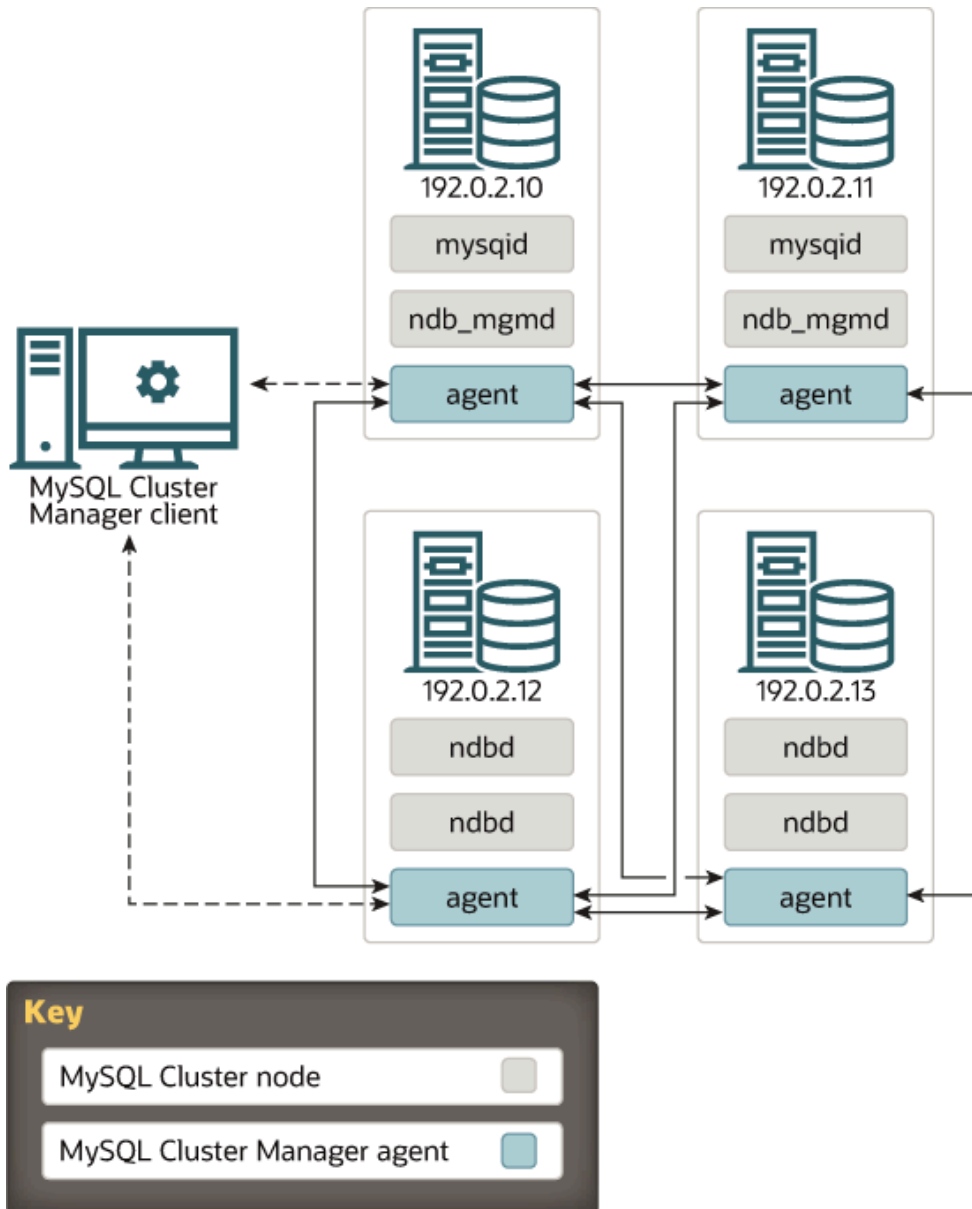 192.0.2.10
mysqid
ndb_mgmd
agent
192.0.2.11
mysqid
ndb_mgmd
agent
MySQL Cluster
Manager client
192.0.2.12
ndbd
ndbd
agent
192.0.2.13
ndbd
ndbd
agent
Key
MySQL Cluster node
MySQL Cluster Manager agent